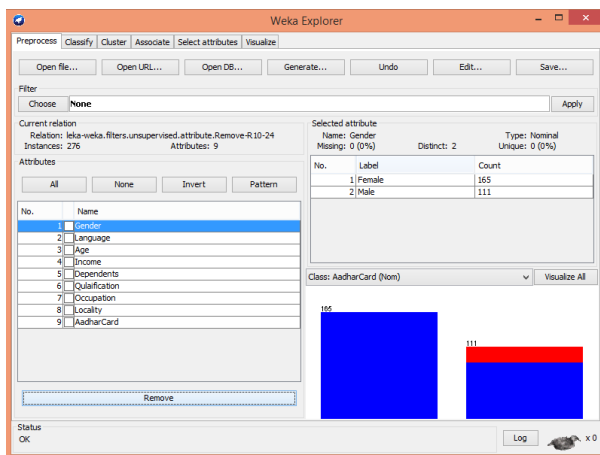 Weka Explorer
Preprocess Classify Cluster Associate Select attributes Visualize
Open file... Open URL... Open DB... Generate... Undo Edit... Save...
Filter
Choose None Apply
Current relation
Relation: leka-weka.filters.unsupervised.attribute.Remove-R10-24
Instances: 276 Attributes: 9
Attributes
All None Invert Pattern
No. Name
1 Gender
2 Language
3 Age
4 Income
5 Dependents
6 Qulaification
7 Occupation
8 Locality
9 AadharCard
Remove
Selected attribute
Name: Gender Type: Nominal
Missing: 0 (0%) Distinct: 2 Unique: 0 (0%)
No. Label Count
1 Female 165
2 Male 111
Class: AadharCard (Nom) Visualize All
165
111
Status
OK
Log x 0